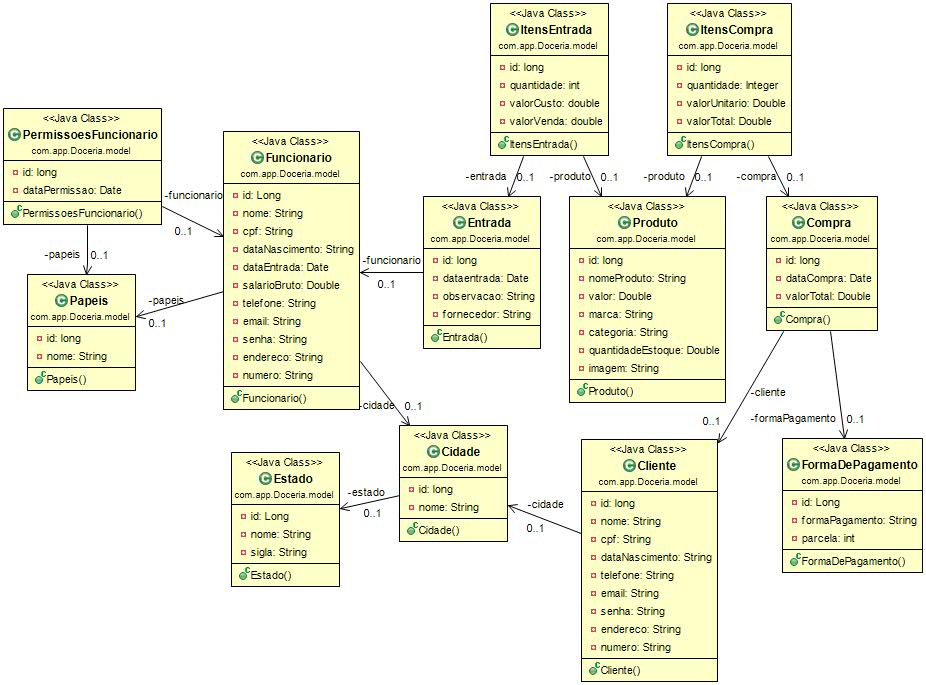 <<Java Class>>
ItensEntrada
com.app.Doceria.model
id: long
quantidade: int
valorCusto: double
valorVenda: double
ItensEntrada()
<<Java Class>>
ItensCompra
com.app.Doceria.model
id: long
quantidade: Integer
valorUnitario: Double
valorTotal: Double
ItensCompra()
<<Java Class>>
PermissoesFuncionario
com.app.Doceria.model
id: long
dataPermissao: Date
PermissoesFuncionario()
<<Java Class>>
Funcionario
com.app.Doceria.model
id: Long
nome: String
cpf: String
dataNascimento: String
dataEntrada: Date
salarioBruto: Double
telefone: String
email: String
senha: String
endereco: String
numero: String
Funcionario()
-funcionario
0..1
-entrada 0..1
-produto 0..1
-produto 0..1
-compra 0..1
<<Java Class>>
Entrada
com.app.Doceria.model
id: long
dataentrada: Date
observacao: String
fornecedor: String
Entrada()
<<Java Class>>
Produto
com.app.Doceria.model
id: long
nomeProduto: String
valor: Double
marca: String
categoria: String
quantidadeEstoque: Double
imagem: String
Produto()
<<Java Class>>
Compra
com.app.Doceria.model
id: long
dataCompra: Date
valorTotal: Double
Compra()
-papeis 0..1
-funcionario
0..1
<<Java Class>>
Papeis
com.app.Doceria.model
id: long
nome: String
Papeis()
-papeis
0..1
-cidade 0..1
-cliente
0..1
-formaPagamento 0..1
<<Java Class>>
Cidade
com.app.Doceria.model
id: long
nome: String
Cidade()
<<Java Class>>
Estado
com.app.Doceria.model
id: Long
nome: String
sigla: String
Estado()
-estado
0..1
-cidade
0..1
<<Java Class>>
Cliente
com.app.Doceria.model
id: long
nome: String
cpf: String
dataNascimento: String
telefone: String
email: String
senha: String
endereco: String
numero: String
Cliente()
<<Java Class>>
FormaDePagamento
com.app.Doceria.model
id: Long
formaPagamento: String
parcela: int
FormaDePagamento()